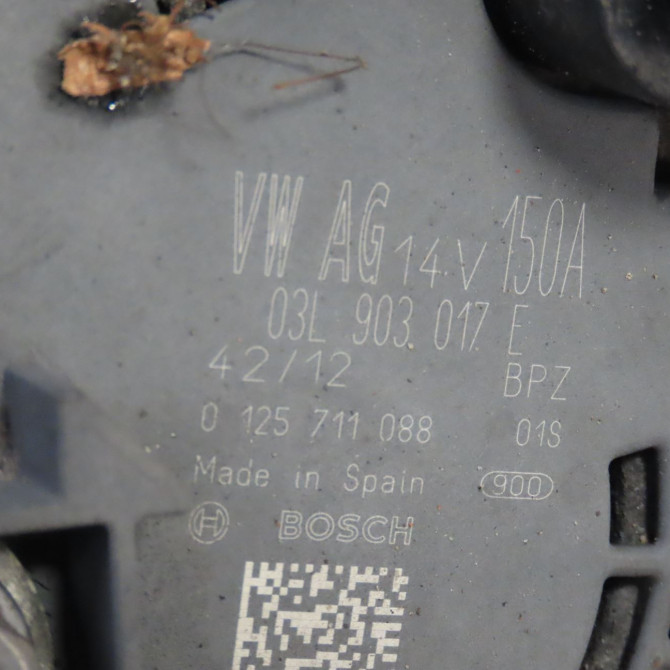 VW AG 14V 150A
03L 903 017 E
42/12 BPZ
0 125 711 088 01S
Made in Spain 900
H BOSCH